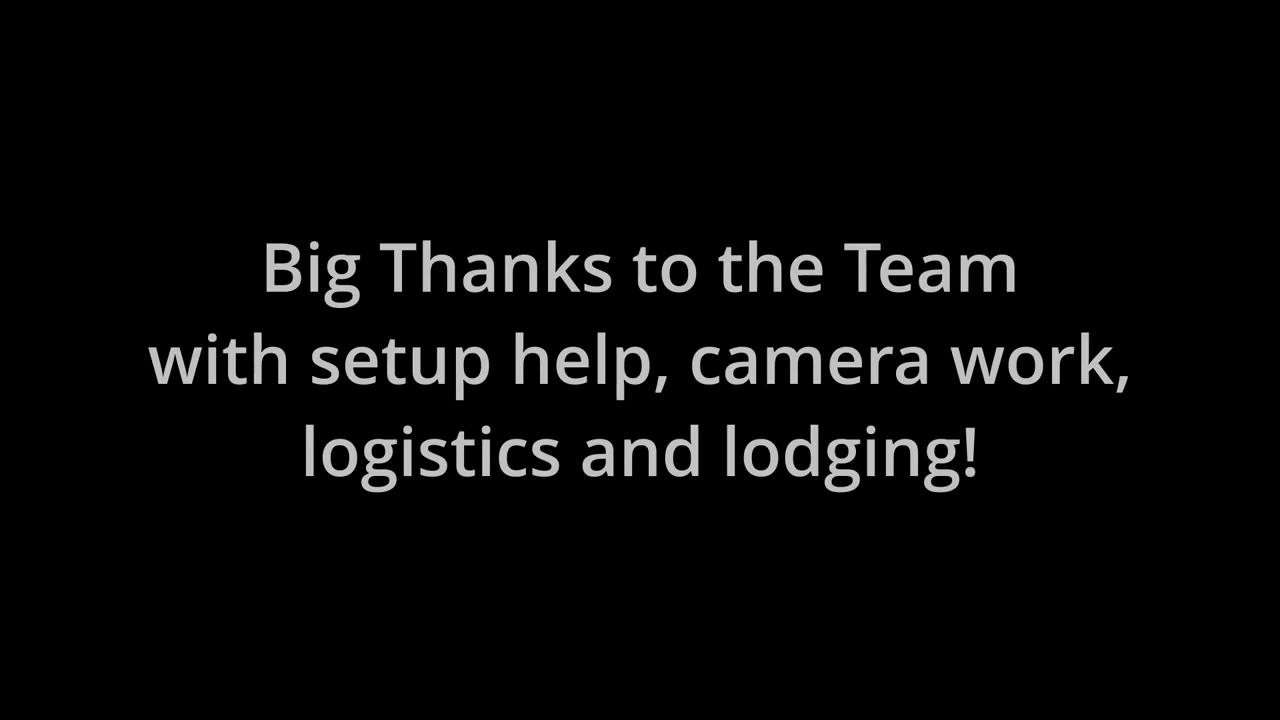 Big Thanks to the Team
with setup help, camera work,
logistics and lodging!